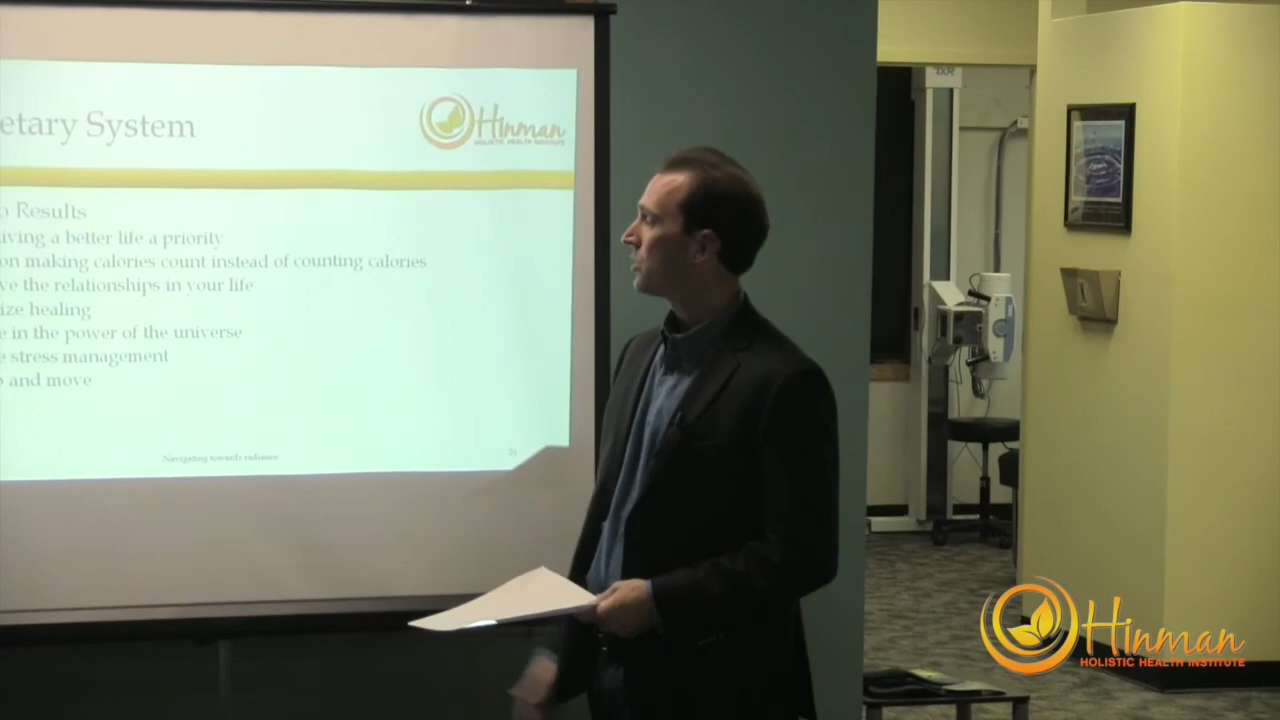 etary System
Hinman
HOLISTIC HEALTH INSTITUTE
Results
iving a better life a priority
on making calories count instead of counting calories
ve the relationships in your life
ize healing
e in the power of the universe
e stress management
and move
Navigating towards radiance
Hinman
HOLISTIC HEALTH INSTITUTE